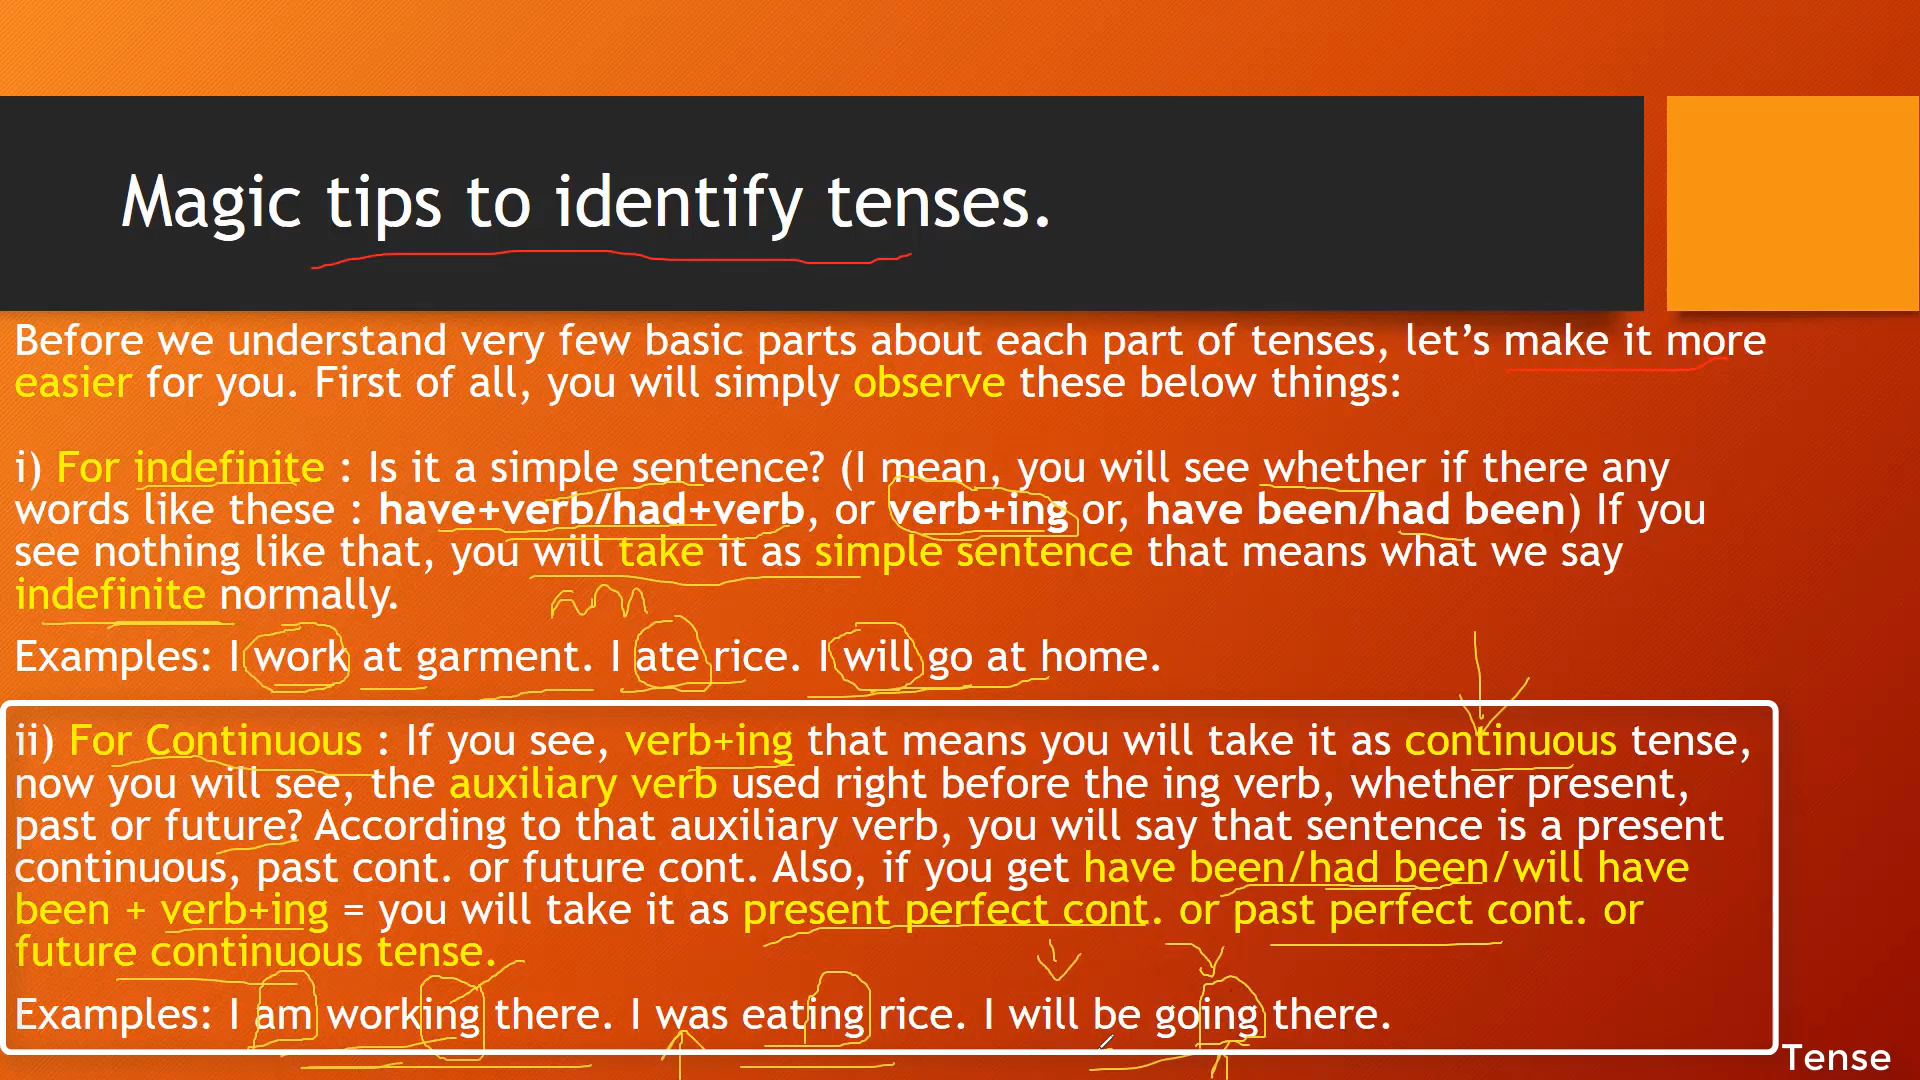 Magic tips to identify tenses.
Before we understand very few basic parts about each part of tenses, let’s make it more
easier for you. First of all, you will simply observe these below things:
i) For indefinite : Is it a simple sentence? (I mean, you will see whether if there any
words like these : have+verb/had+verb, or verb+ing or, have been/had been) If you
see nothing like that, you will take it as simple sentence that means what we say
indefinite normally.
Examples: I work at garment. I ate rice. I will go at home.
ii) For Continuous : If you see, verb+ing that means you will take it as continuous tense,
now you will see, the auxiliary verb used right before the ing verb, whether present,
past or future? According to that auxiliary verb, you will say that sentence is a present
continuous, past cont. or future cont. Also, if you get have been/had been/will have
been + verb+ing = you will take it as present perfect cont. or past perfect cont. or
future continuous tense.
Examples: I am working there. I was eating rice. I will be going there.
Tense